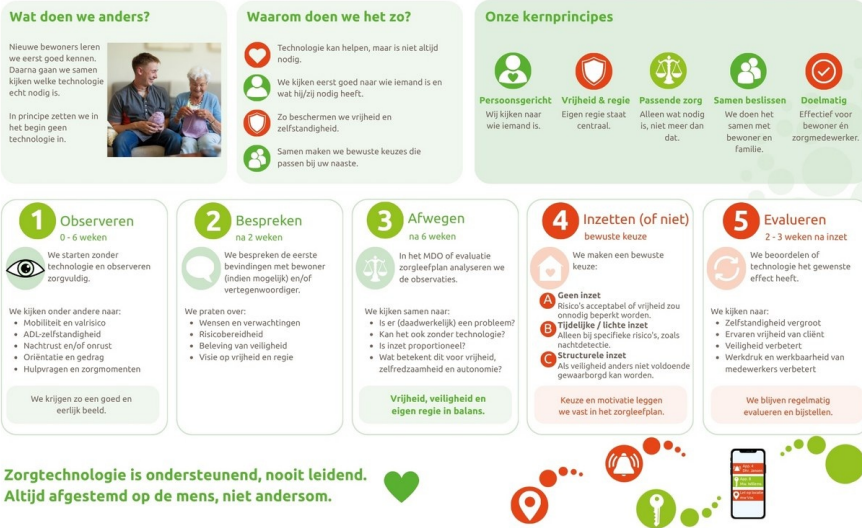 Wat doen we anders?
Nieuwe bewoners leren
we eerst goed kennen.
Daarna gaan we samen
kijken welke technologie
echt nodig is.
In principe zetten we in
het begin geen
technologie in.
Waarom doen we het zo?
Technologie kan helpen, maar is niet altijd
nodig.
We kijken eerst goed naar wie iemand is en
wat hij/zij nodig heeft.
Zo beschermen we vrijheid en
zelfstandigheid.
Samen maken we bewuste keuzes die
passen bij uw naaste.
Onze kernprincipes
Persoonsgericht
Wij kijken naar
wie iemand is.
Vrijheid & regie
Eigen regie staat
centraal.
Passende zorg
Alleen wat nodig
is, niet meer dan
dat.
Samen beslissen
We doen het
samen met
bewoner en
familie.
Doelmatig
Effectief voor
bewoner én
zorgmedewerker.
1 Observeren
0 - 6 weken
We starten zonder
technologie en observeren
zorgvuldig.
We kijken onder andere naar:
• Mobiliteit en valrisico
• ADL-zelfstandigheid
• Nachtrust en/of onrust
• Oriëntatie en gedrag
• Hulpvragen en zorgmomenten
We krijgen zo een goed en
eerlijk beeld.
2 Bespreken
na 2 weken
We bespreken de eerste
bevindingen met bewoner
(indien mogelijk) en/of
vertegenwoordiger.
We praten over:
• Wensen en verwachtingen
• Risicobereidheid
• Beleving van veiligheid
• Visie op vrijheid en regie
3 Afwegen
na 6 weken
In het MDO of evaluatie
zorgleefplan analyseren we
de observaties.
We kijken samen naar:
• Is er (daadwerkelijk) een probleem?
• Kan het ook zonder technologie?
• Is inzet proportioneel?
• Wat betekent dit voor vrijheid,
zelfredzaamheid en autonomie?
Vrijheid, veiligheid en
eigen regie in balans.
4 Inzetten (of niet)
bewuste keuze
We maken een bewuste
keuze:
A Geen inzet
Risico's acceptabel of vrijheid zou
onnodig beperkt worden.
B Tijdelijke / lichte inzet
Alleen bij specifieke risico's, zoals
nachtdetectie.
C Structurele inzet
Als veiligheid anders niet voldoende
gewaarborgd kan worden.
Keuze en motivatie leggen
we vast in het zorgleefplan.
5 Evalueren
2 - 3 weken na inzet
We beoordelen of
technologie het gewenste
effect heeft.
We kijken naar:
• Zelfstandigheid vergroot
• Ervaren vrijheid van cliënt
• Veiligheid verbetert
• Werkdruk en werkbaarheid van
medewerkers verbetert
We blijven regelmatig
evalueren en bijstellen.
Zorgtechnologie is ondersteunend, nooit leidend.
Altijd afgestemd op de mens, niet andersom.